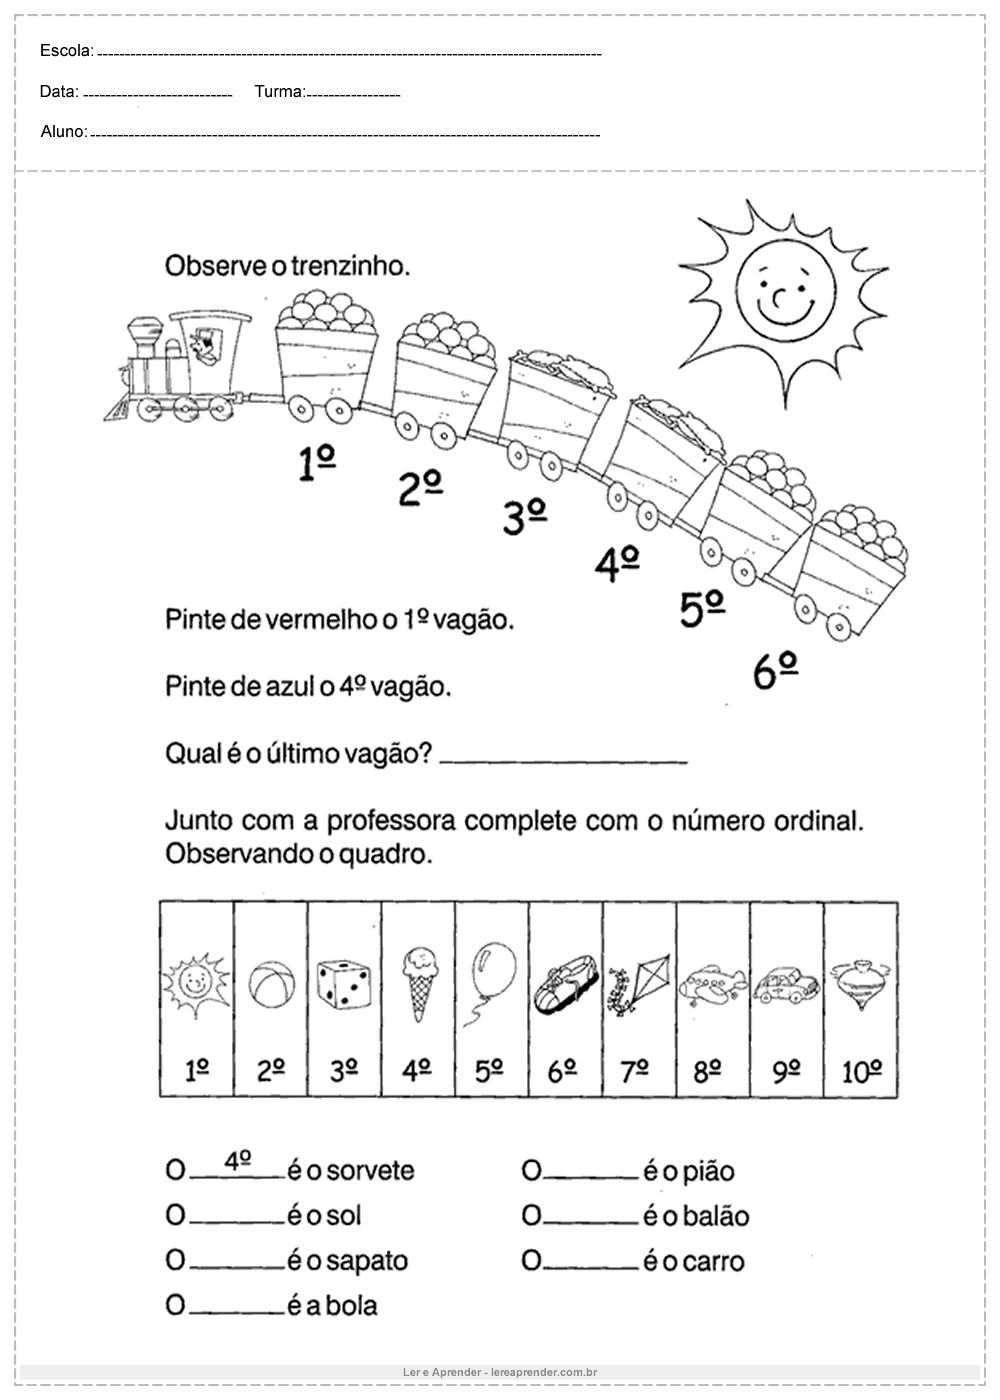 Escola:
Data: Turma:
Aluno:
Observe o trenzinho.
1º
2º
3º
4º
5º
6º
Pinte de vermelho o 1º vagão.
Pinte de azul o 4º vagão.
Qual é o último vagão?
Junto com a professora complete com o número ordinal.
Observando o quadro.
1º 2º 3º 4º 5º 6º 7º 8º 9º 10º
O 4º é o sorvete
O é o sol
O é o sapato
O é a bola
O é o pião
O é o balão
O é o carro
Ler e Aprender - lereaprender.com.br